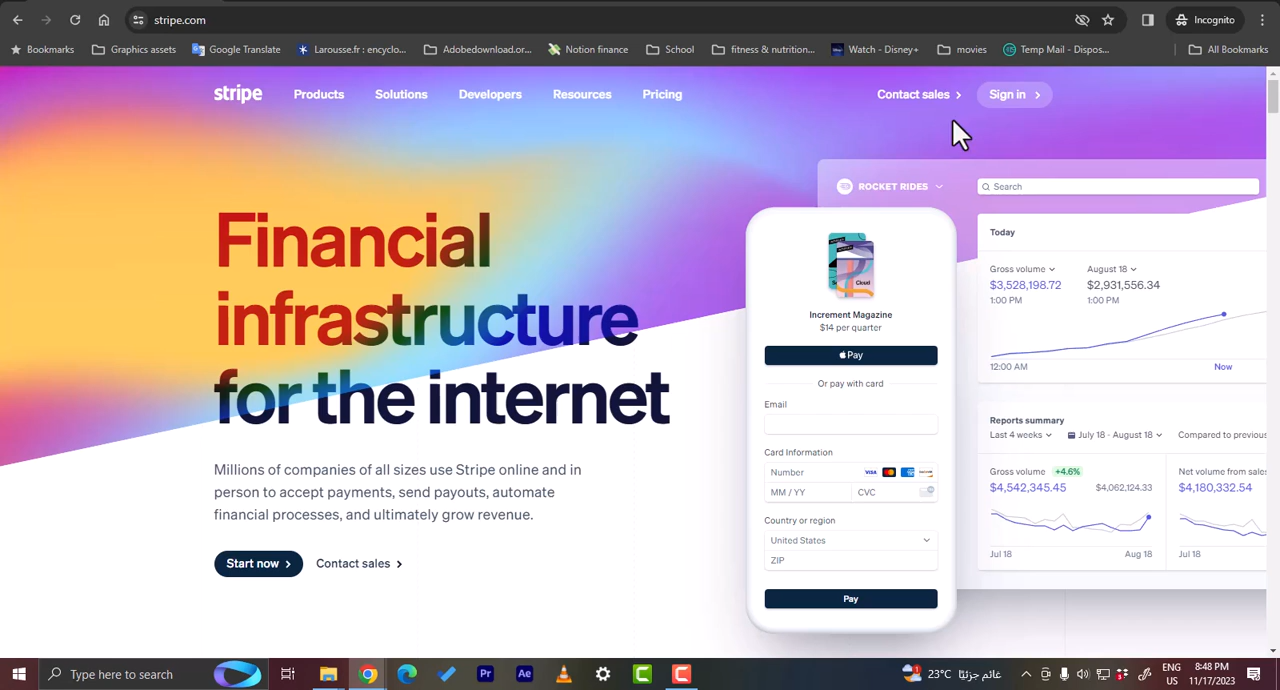 stripe.com
Incognito
Bookmarks
Graphics assets
Google Translate
Larousse.fr : encyclo...
Adobedownload.or...
Notion finance
School
fitness & nutrition...
Watch - Disney+
movies
Temp Mail - Dispos...
All Bookmarks
stripe
Products
Solutions
Developers
Resources
Pricing
Contact sales
Sign in
Financial
infrastructure
for the internet
Millions of companies of all sizes use Stripe online and in
person to accept payments, send payouts, automate
financial processes, and ultimately grow revenue.
Start now
Contact sales
Cloud
Increment Magazine
$14 per quarter
Pay
Or pay with card
Email
Card Information
Number
VISA
MM / YY
CVC
Country or region
United States
ZIP
Pay
ROCKET RIDES
Search
Today
Gross volume
August 18
$3,528,198.72
$2,931,556.34
1:00 PM
1:00 PM
12:00 AM
Now
Reports summary
Last 4 weeks
July 18 - August 18
Compared to previous
Gross volume +4.6%
Net volume from sales
$4,542,345.45
$4,062,124.33
$4,180,332.54
Jul 18
Aug 18
Jul 18
Type here to search
Pr
Ae
C
C
1
23°C غائم جزئيًا
ENG
US
8:48 PM
11/17/2023